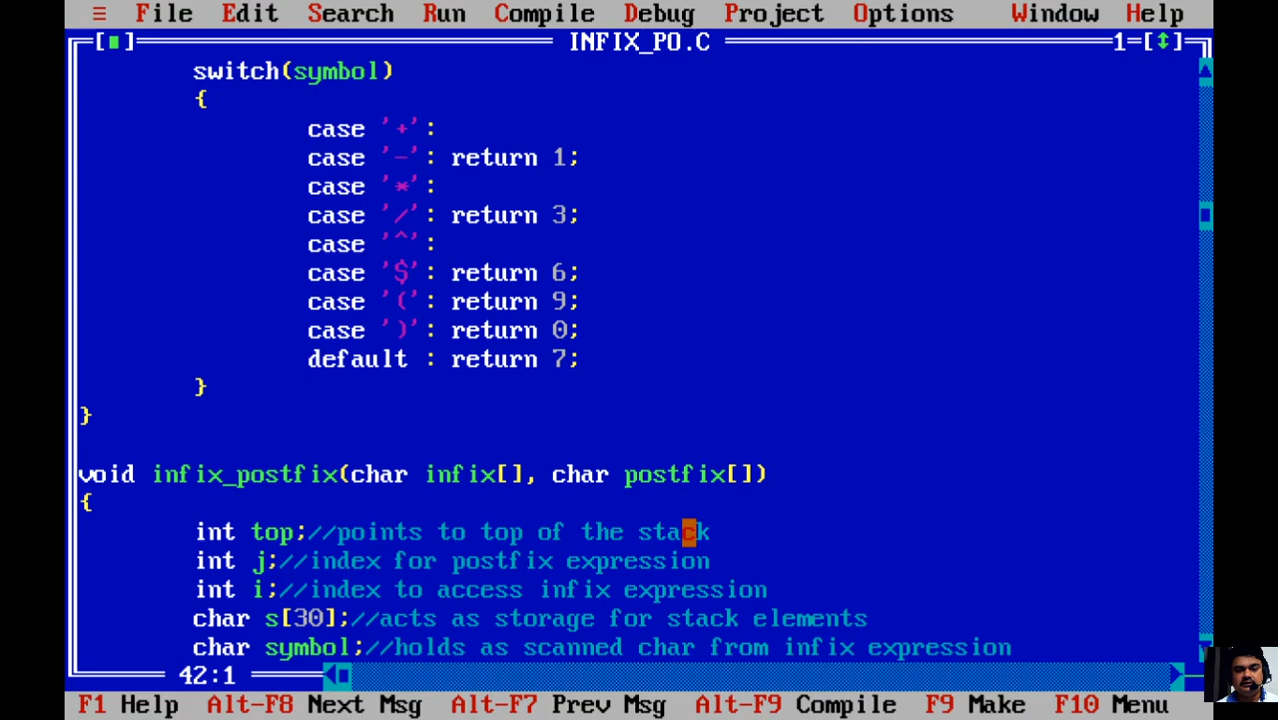 ≡ File Edit Search Run Compile Debug Project Options Window Help
[■] INFIX_PO.C 1=[↕]
switch(symbol)
{
case '+':
case '-': return 1;
case '*':
case '/': return 3;
case '^':
case '$': return 6;
case '(': return 9;
case ')': return 0;
default : return 7;
}
}
void infix_postfix(char infix[], char postfix[])
{
int top;//points to top of the stack
int j;//index for postfix expression
int i;//index to access infix expression
char s[30];//acts as storage for stack elements
char symbol;//holds as scanned char from infix expression
42:1
F1 Help Alt-F8 Next Msg Alt-F7 Prev Msg Alt-F9 Compile F9 Make F10 Menu